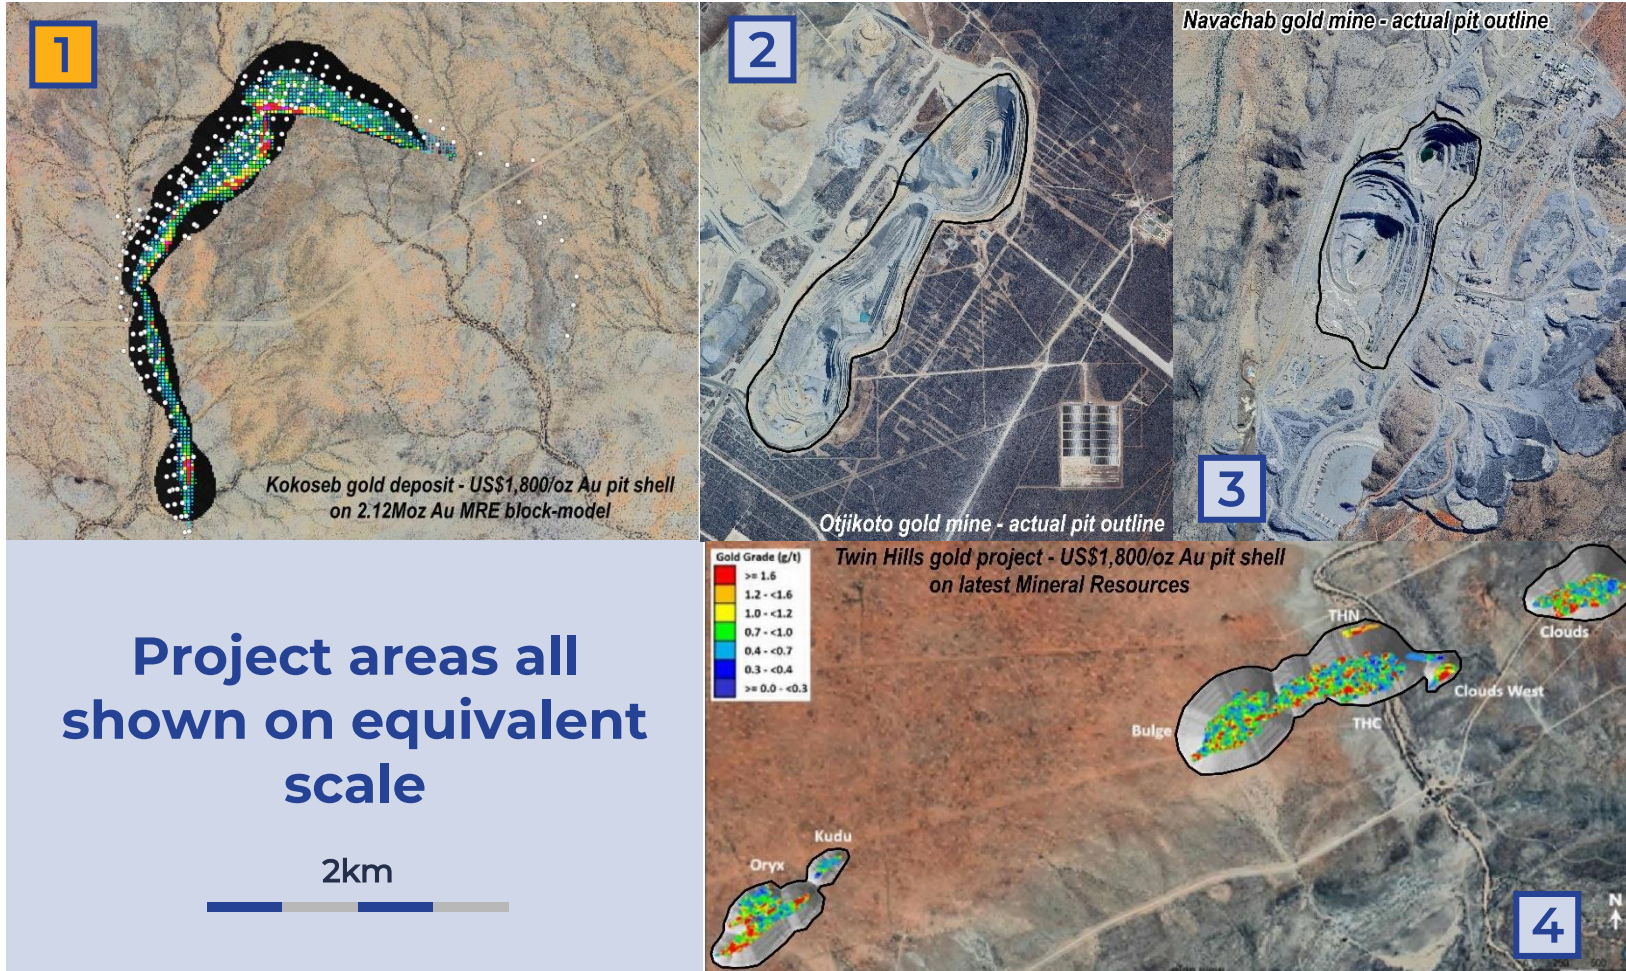 1
Kokoseb gold deposit - US$1,800/oz Au pit shell
on 2.12Moz Au MRE block-model
2
Otjikoto gold mine - actual pit outline
Navachab gold mine - actual pit outline
3
Project areas all
shown on equivalent
scale
2km
Twin Hills gold project - US$1,800/oz Au pit shell
on latest Mineral Resources
Gold Grade (g/t)
>= 1.6
1.2 - <1.6
1.0 - <1.2
0.7 - <1.0
0.4 - <0.7
0.3 - <0.4
>= 0.0 - <0.3
THN
Clouds
Clouds West
THC
Bulge
Kudu
Oryx
N
4